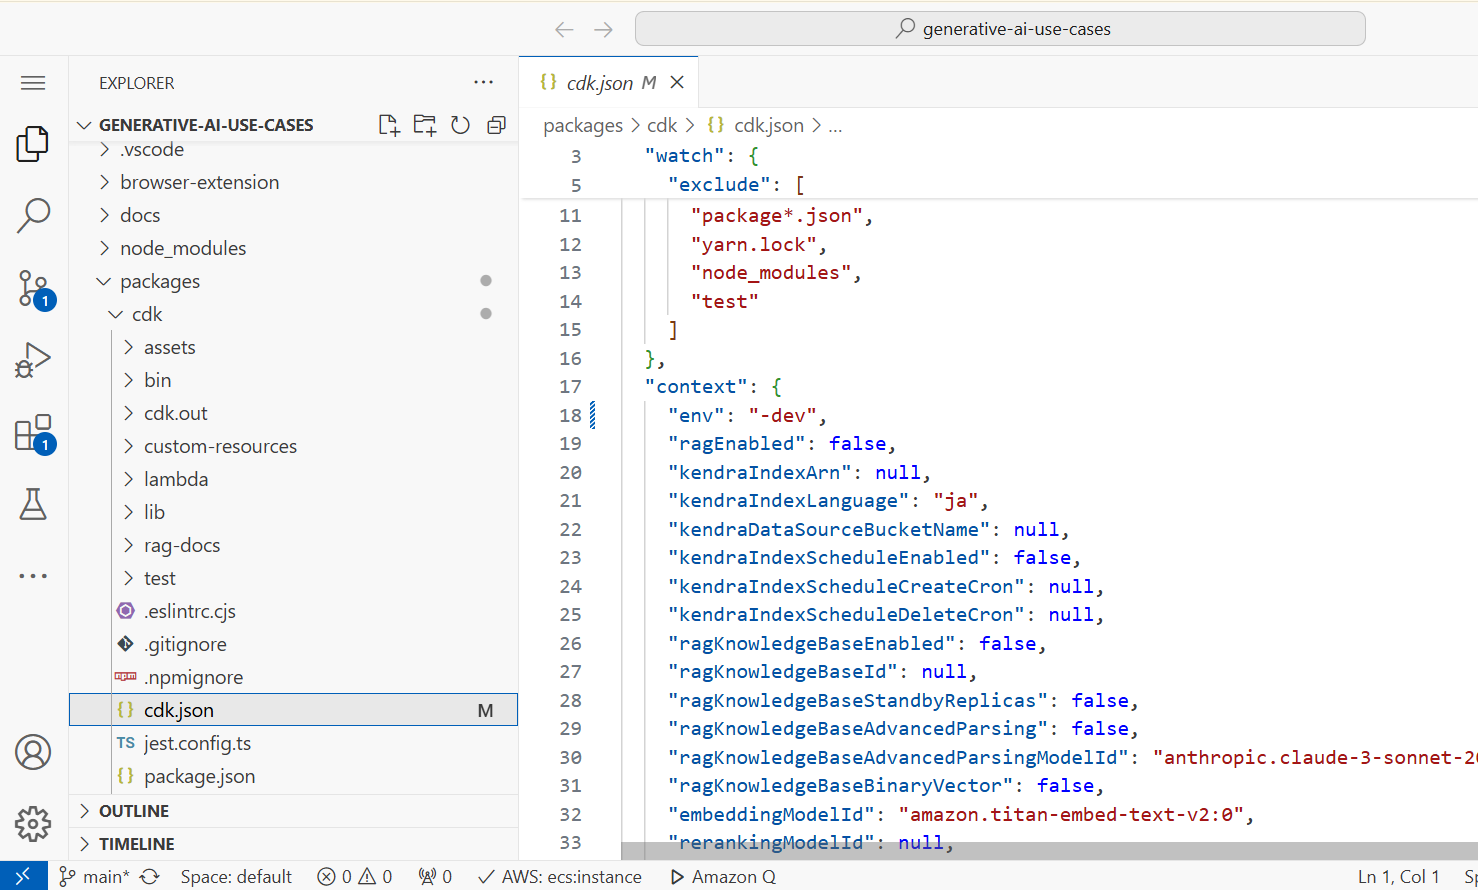 generative-ai-use-cases
EXPLORER
GENERATIVE-AI-USE-CASES
.vscode
browser-extension
docs
node_modules
packages
cdk
assets
bin
cdk.out
custom-resources
lambda
lib
rag-docs
test
.eslintrc.cjs
.gitignore
.npmignore
cdk.json M
jest.config.ts
package.json
OUTLINE
TIMELINE
1
1
TS
cdk.json M
packages > cdk > {} cdk.json > ...
3 "watch": {
5 "exclude": [
11 "package*.json",
12 "yarn.lock",
13 "node_modules",
14 "test"
15 ]
16 },
17 "context": {
18 "env": "-dev",
19 "ragEnabled": false,
20 "kendraIndexArn": null,
21 "kendraIndexLanguage": "ja",
22 "kendraDataSourceBucketName": null,
23 "kendraIndexScheduleEnabled": false,
24 "kendraIndexScheduleCreateCron": null,
25 "kendraIndexScheduleDeleteCron": null,
26 "ragKnowledgeBaseEnabled": false,
27 "ragKnowledgeBaseId": null,
28 "ragKnowledgeBaseStandbyReplicas": false,
29 "ragKnowledgeBaseAdvancedParsing": false,
30 "ragKnowledgeBaseAdvancedParsingModelId": "anthropic.claude-3-sonnet-20
31 "ragKnowledgeBaseBinaryVector": false,
32 "embeddingModelId": "amazon.titan-embed-text-v2:0",
33 "rerankingModelId": null,
main* Space: default 0 0 0 AWS: ecs:instance Amazon Q Ln 1, Col 1 Sp